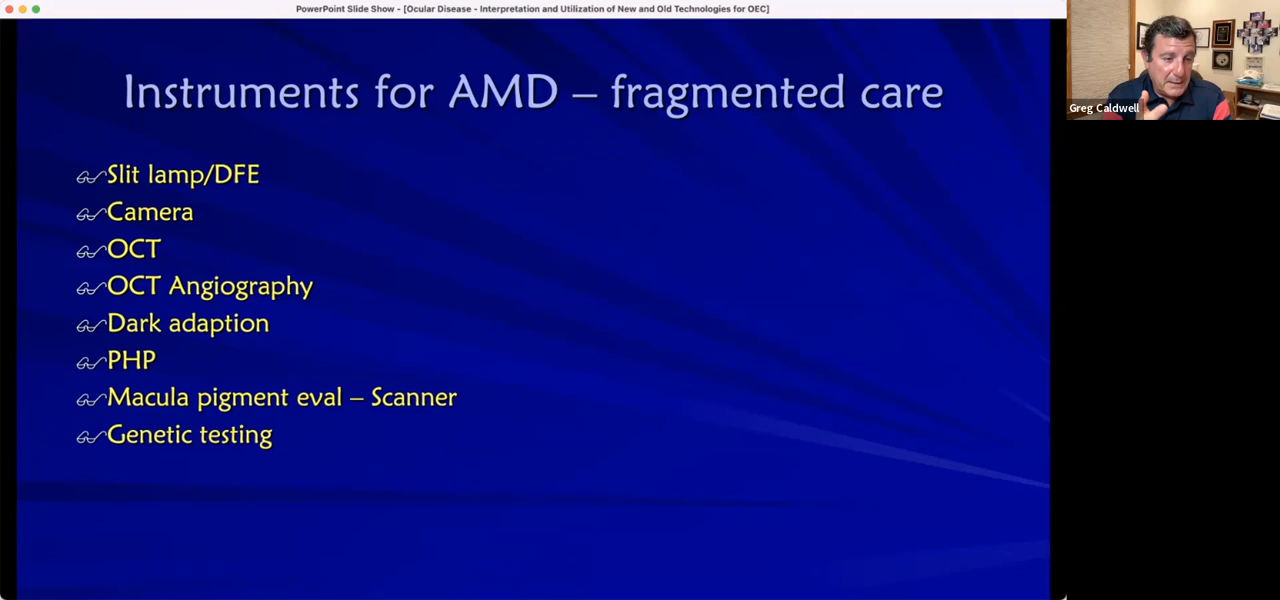 PowerPoint Slide Show - [Ocular Disease - Interpretation and Utilization of New and Old Technologies for OEC]
Instruments for AMD – fragmented care
Slit lamp/DFE
Camera
OCT
OCT Angiography
Dark adaption
PHP
Macula pigment eval – Scanner
Genetic testing
Greg Caldwell